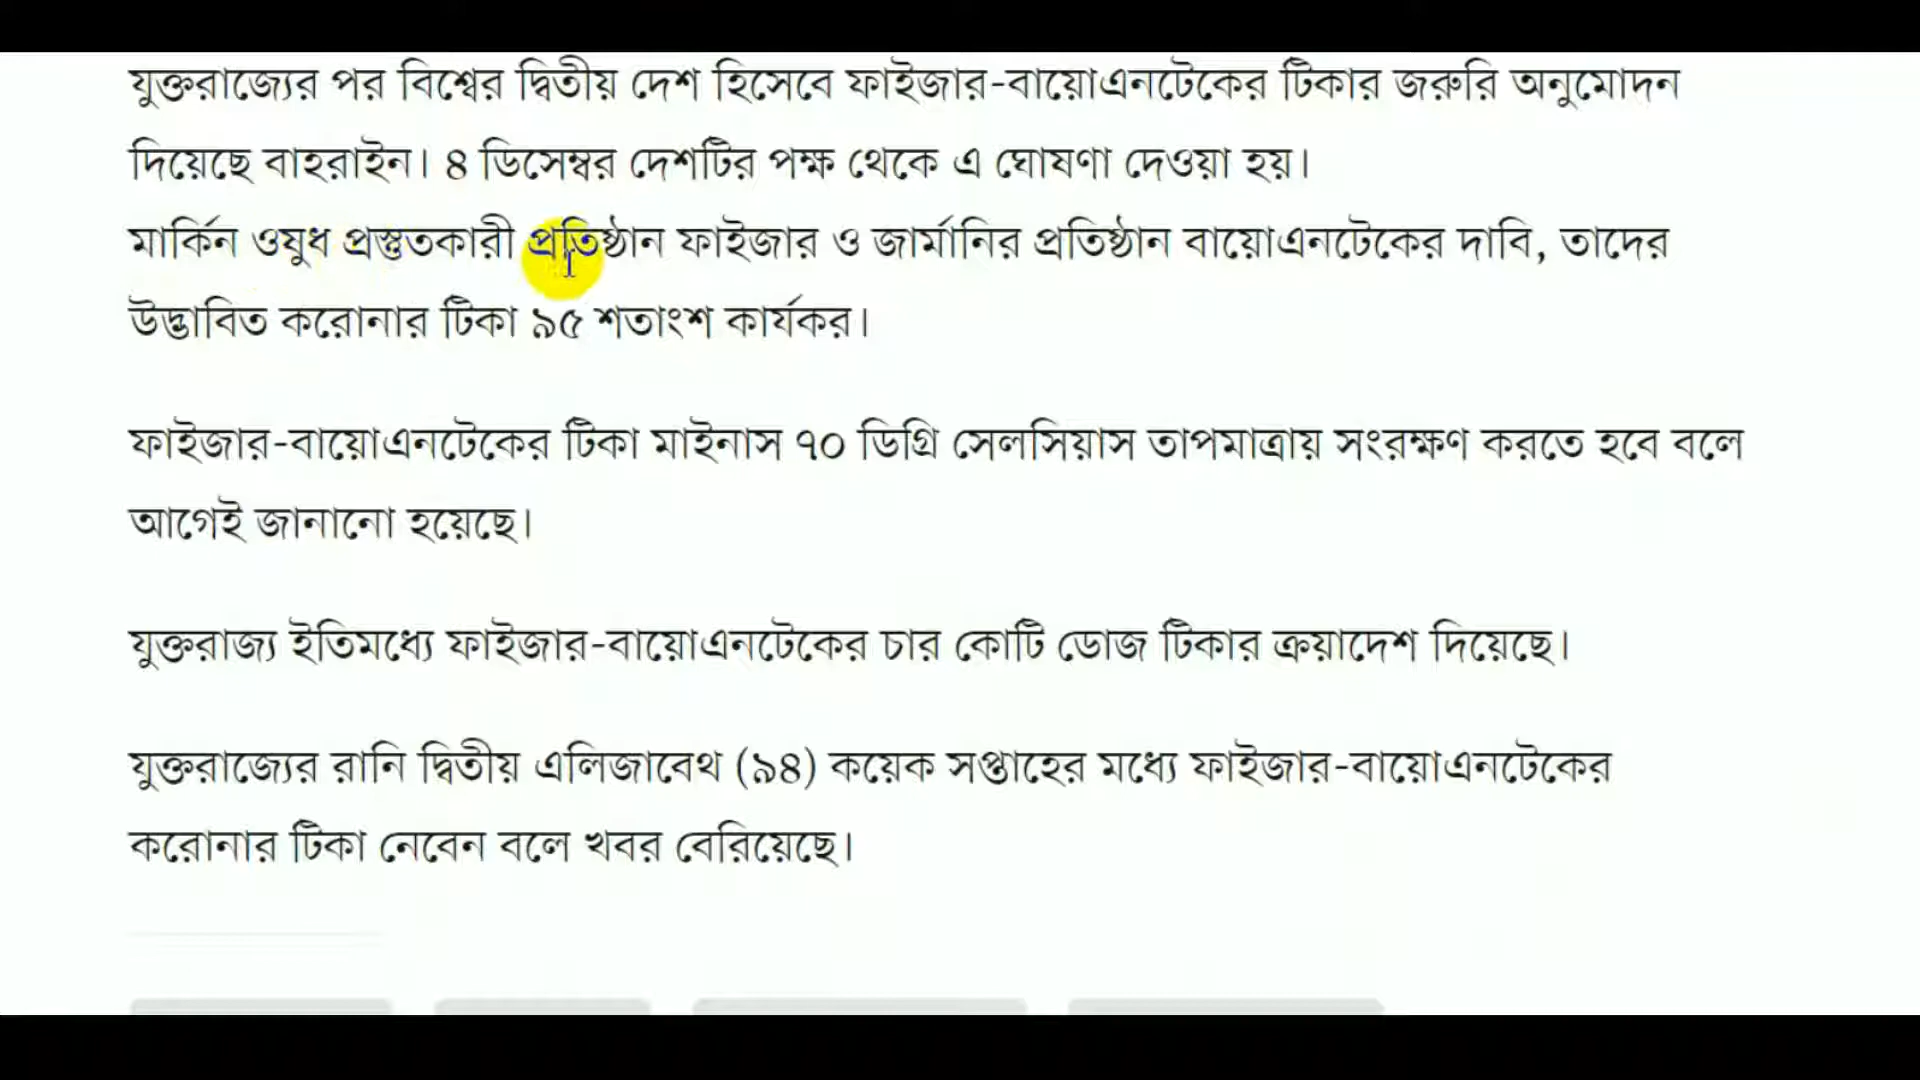 যুক্তরাজ্যের পর বিশ্বের দ্বিতীয় দেশ হিসেবে ফাইজার-বায়োএনটেকের টিকার জরুরি অনুমোদন
দিয়েছে বাহরাইন। ৪ ডিসেম্বর দেশটির পক্ষ থেকে এ ঘোষণা দেওয়া হয়।
মার্কিন ওষুধ প্রস্তুতকারী প্রতিষ্ঠান ফাইজার ও জার্মানির প্রতিষ্ঠান বায়োএনটেকের দাবি, তাদের
উদ্ভাবিত করোনার টিকা ৯৫ শতাংশ কার্যকর।
ফাইজার-বায়োএনটেকের টিকা মাইনাস ৭০ ডিগ্রি সেলসিয়াস তাপমাত্রায় সংরক্ষণ করতে হবে বলে
আগেই জানানো হয়েছে।
যুক্তরাজ্য ইতিমধ্যে ফাইজার-বায়োএনটেকের চার কোটি ডোজ টিকার ক্রয়াদেশ দিয়েছে।
যুক্তরাজ্যের রানি দ্বিতীয় এলিজাবেথ (৯৪) কয়েক সপ্তাহের মধ্যে ফাইজার-বায়োএনটেকের
করোনার টিকা নেবেন বলে খবর বেরিয়েছে।